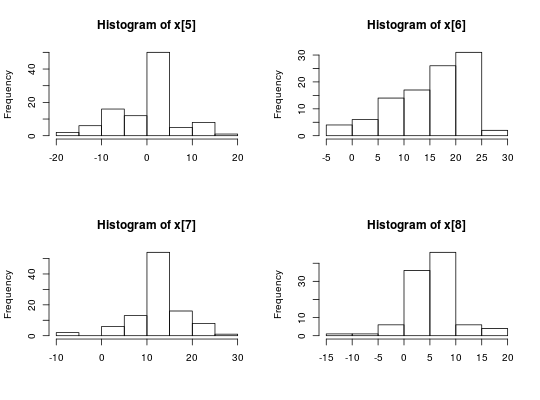 Histogram of x[5]
Frequency
0 20 40
-20 -10 0 10 20
Histogram of x[6]
Frequency
0 10 20 30
-5 0 5 10 15 20 25 30
Histogram of x[7]
Frequency
0 20 40
-10 0 10 20 30
Histogram of x[8]
Frequency
0 10 30
-15 -10 -5 0 5 10 15 20